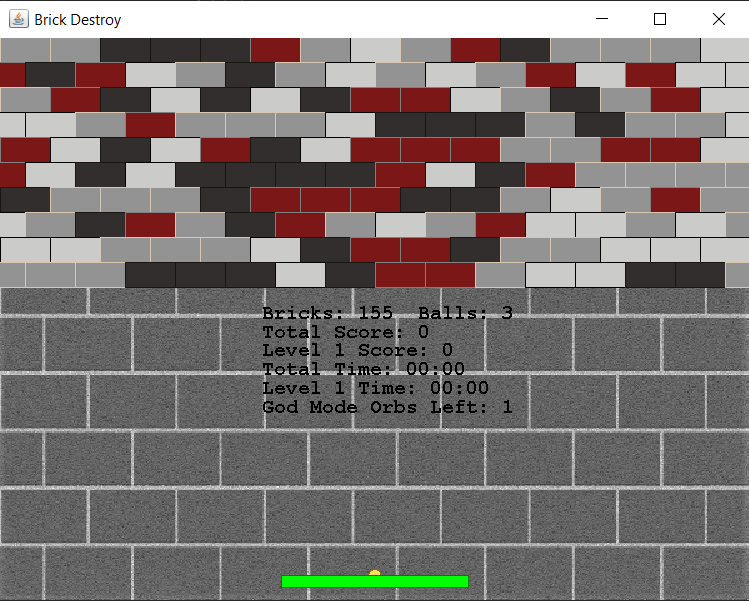 Brick Destroy
Bricks: 155  Balls: 3
Total Score: 0
Level 1 Score: 0
Total Time: 00:00
Level 1 Time: 00:00
God Mode Orbs Left: 1